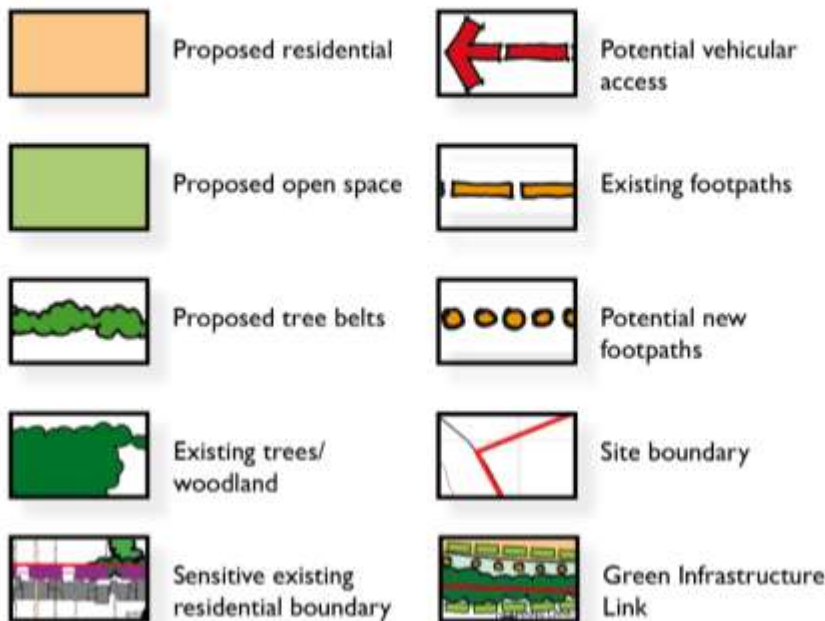 Proposed residential
Potential vehicular
access
Proposed open space
Existing footpaths
Proposed tree belts
Potential new
footpaths
Existing trees/
woodland
Site boundary
Sensitive existing
residential boundary
Green Infrastructure
Link